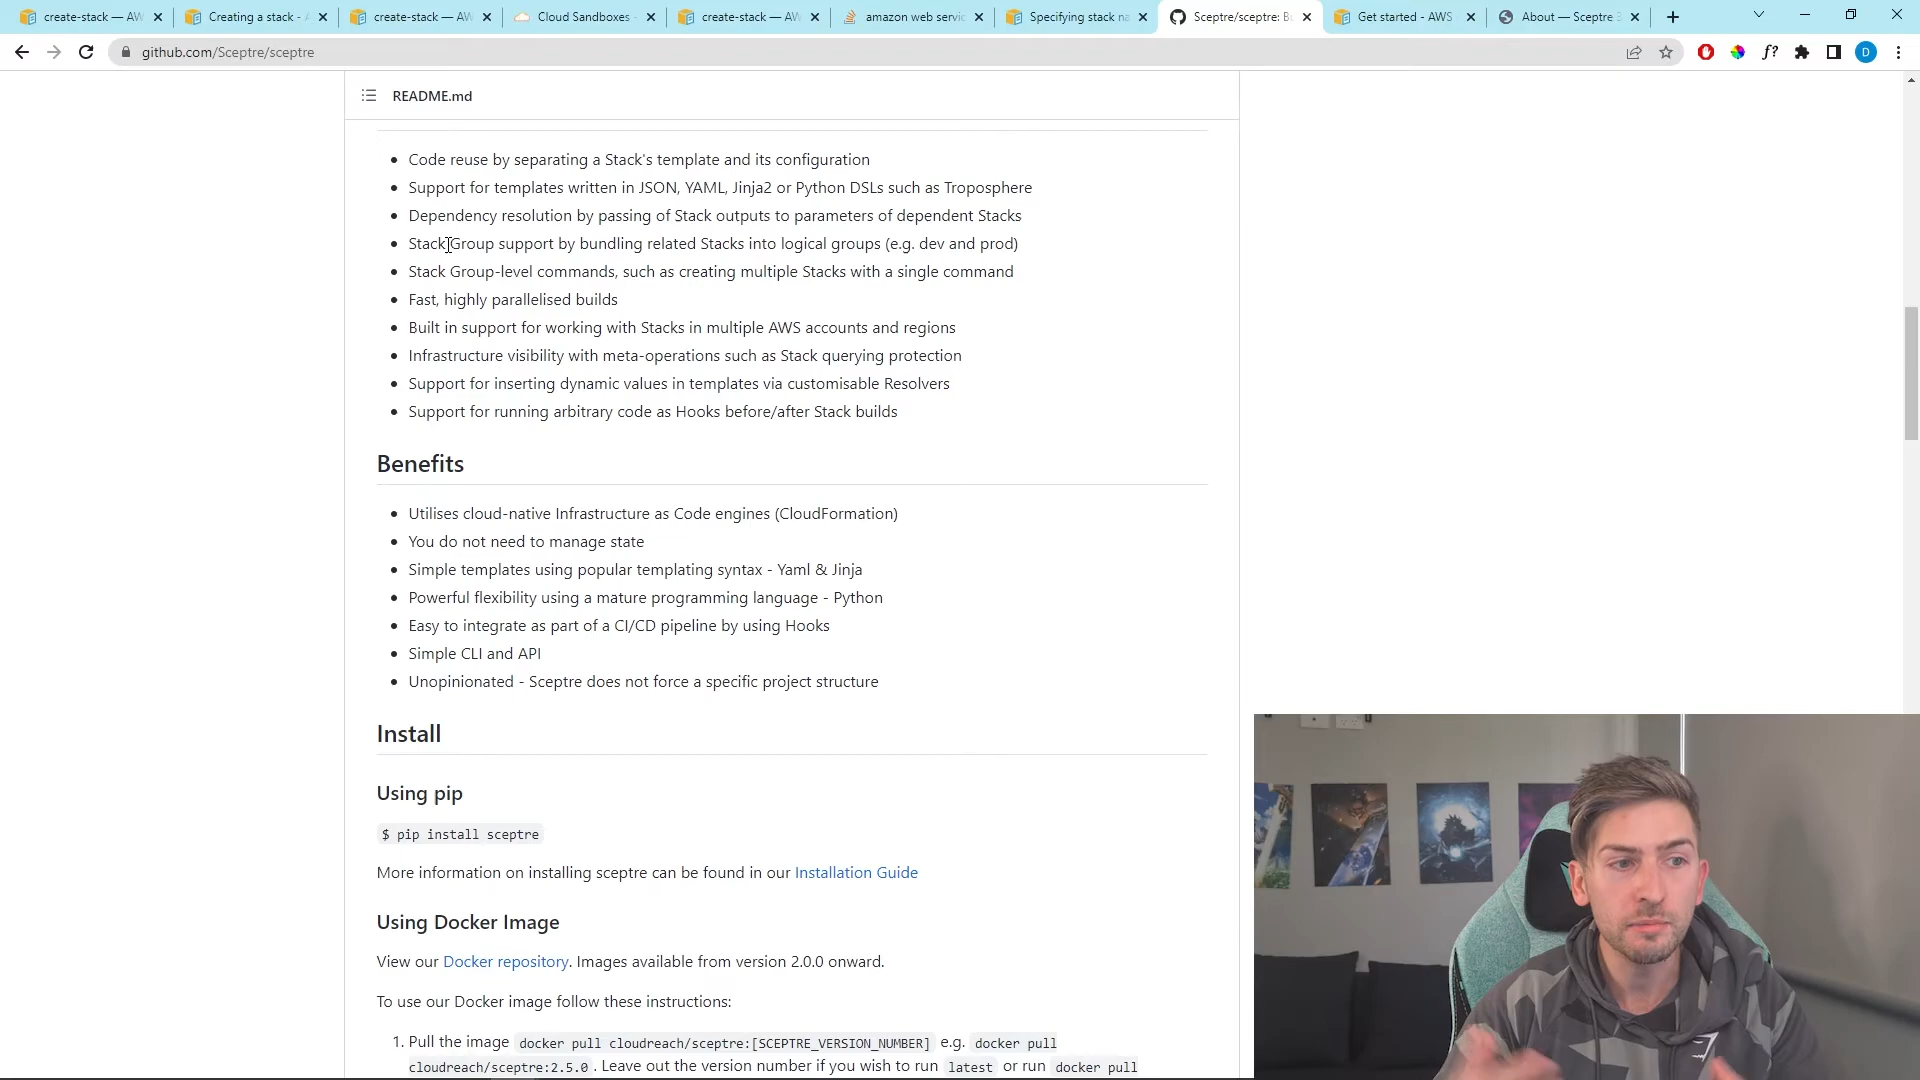 create-stack — AW
Creating a stack - A
create-stack — AW
Cloud Sandboxes -
create-stack — AW
amazon web servic
Specifying stack na
Sceptre/sceptre: Bu
Get started - AWS
About — Sceptre 3
github.com/Sceptre/sceptre
f?
D
README.md
Code reuse by separating a Stack's template and its configuration
Support for templates written in JSON, YAML, Jinja2 or Python DSLs such as Troposphere
Dependency resolution by passing of Stack outputs to parameters of dependent Stacks
Stack Group support by bundling related Stacks into logical groups (e.g. dev and prod)
Stack Group-level commands, such as creating multiple Stacks with a single command
Fast, highly parallelised builds
Built in support for working with Stacks in multiple AWS accounts and regions
Infrastructure visibility with meta-operations such as Stack querying protection
Support for inserting dynamic values in templates via customisable Resolvers
Support for running arbitrary code as Hooks before/after Stack builds
Benefits
Utilises cloud-native Infrastructure as Code engines (CloudFormation)
You do not need to manage state
Simple templates using popular templating syntax - Yaml & Jinja
Powerful flexibility using a mature programming language - Python
Easy to integrate as part of a CI/CD pipeline by using Hooks
Simple CLI and API
Unopinionated - Sceptre does not force a specific project structure
Install
Using pip
$ pip install sceptre
More information on installing sceptre can be found in our Installation Guide
Using Docker Image
View our Docker repository. Images available from version 2.0.0 onward.
To use our Docker image follow these instructions:
1. Pull the image docker pull cloudreach/sceptre:[SCEPTRE_VERSION_NUMBER] e.g. docker pull
cloudreach/sceptre:2.5.0. Leave out the version number if you wish to run latest or run docker pull